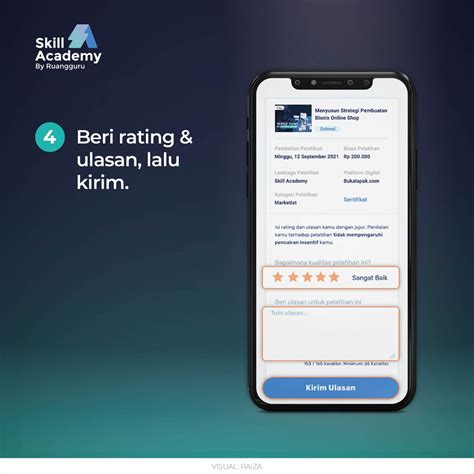 Skill
Academy
By Ruangguru
4
Beri rating &
ulasan, lalu
kirim.
Menyusun Strategi Pembuatan
Bisnis Online Shop
Selesai
Pembelian Pelatihan
Biaya Pelatihan
Minggu, 12 September 2021
Rp 200.000
Lembaga Pelatihan
Platform Digital
Skill Academy
Bukalapak.com
Kategori Pelatihan
Sertifikat
Marketist
Isi rating dan ulasan kamu dengan jujur. Penilaian
kamu terhadap pelatihan tidak mempengaruhi
pencairan insentif kamu.
Bagaimana kualitas pelatihan ini?
Sangat Baik
Beri ulasan untuk pelatihan ini
Tulis ulasan...
Karakter. Minimum. 40 Karakter.
Kirim Ulasan
VISUAL: RAIZA